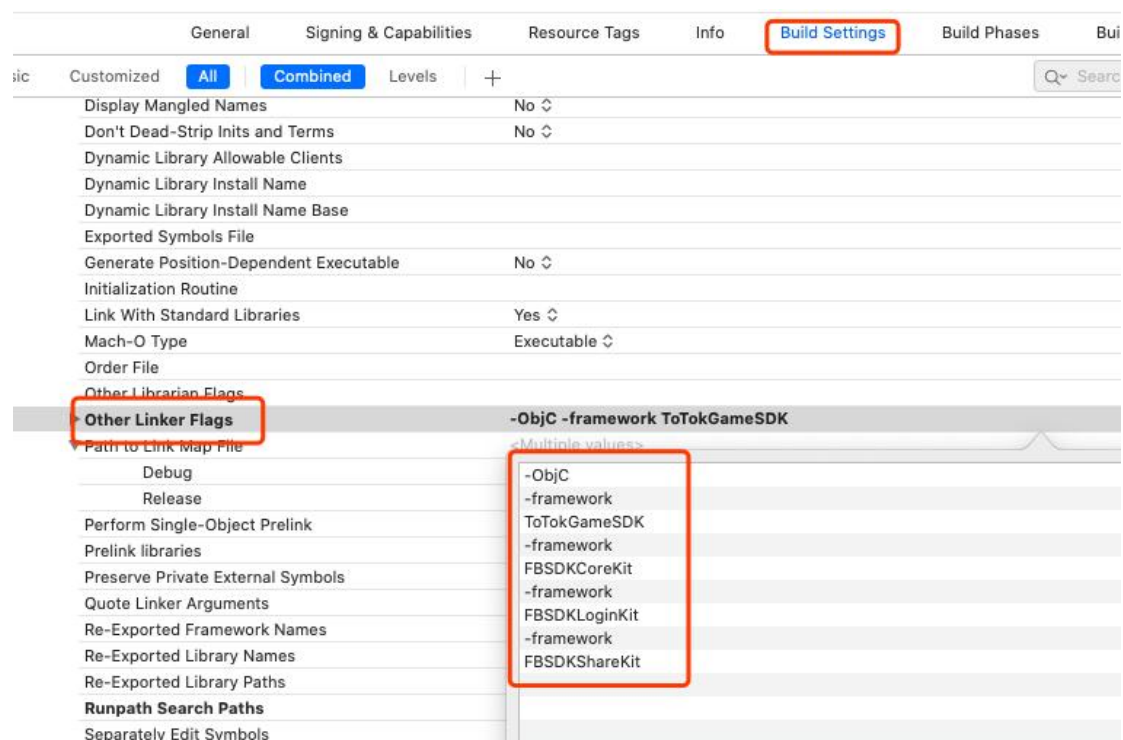 General Signing & Capabilities Resource Tags Info Build Settings Build Phases Bui
sic Customized All Combined Levels + Searc
Display Mangled Names No
Don't Dead-Strip Inits and Terms No
Dynamic Library Allowable Clients
Dynamic Library Install Name
Dynamic Library Install Name Base
Exported Symbols File
Generate Position-Dependent Executable No
Initialization Routine
Link With Standard Libraries Yes
Mach-O Type Executable
Order File
Other Librarian Flags
Other Linker Flags -ObjC -framework ToTokGameSDK
Path to Link Map File <Multiple values>
Debug -ObjC
Release -framework
Perform Single-Object Prelink ToTokGameSDK
Prelink libraries -framework
Preserve Private External Symbols FBSDKCoreKit
Quote Linker Arguments -framework
Re-Exported Framework Names FBSDKLoginKit
Re-Exported Library Names -framework
Re-Exported Library Paths FBSDKShareKit
Runpath Search Paths
Separately Edit Symbols